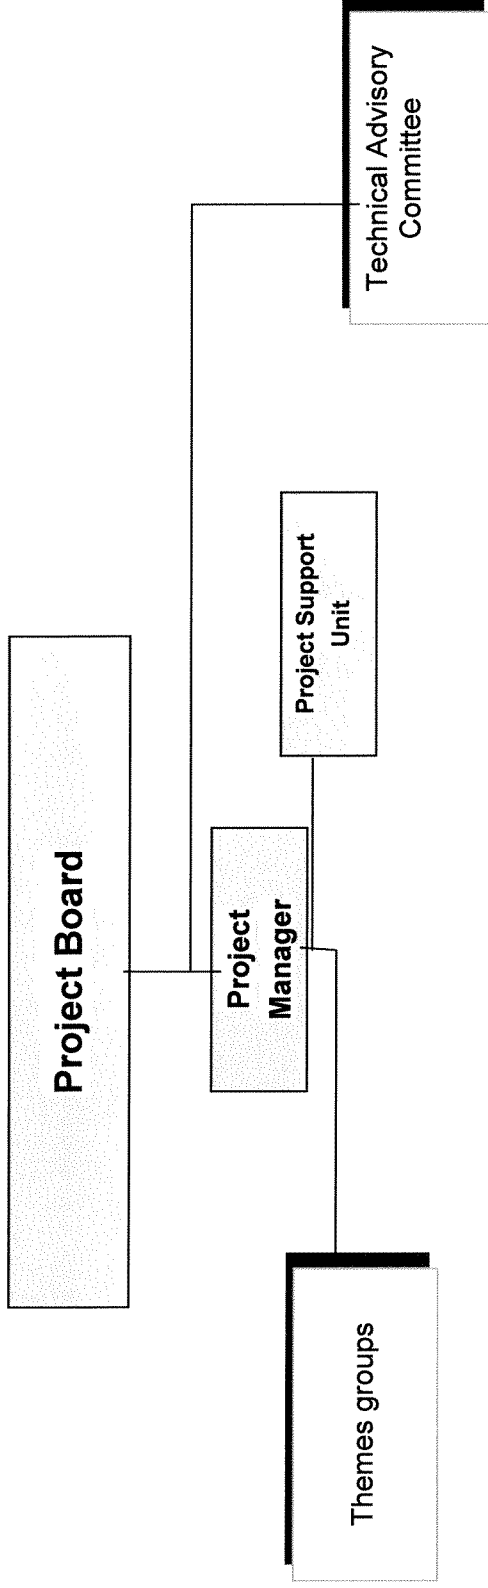 Project Board
Project
Manager
Project Support
Unit
Technical Advisory
Committee
Themes groups